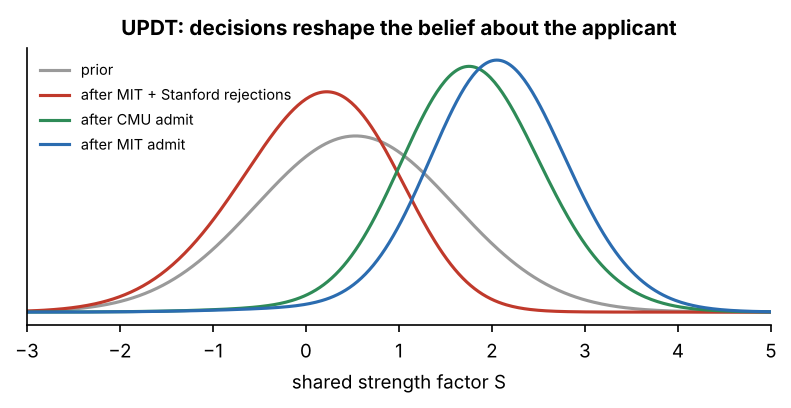 UPDT: decisions reshape the belief about the applicant
prior
after MIT + Stanford rejections
after CMU admit
after MIT admit
−3 −2 −1 0 1 2 3 4 5
shared strength factor S